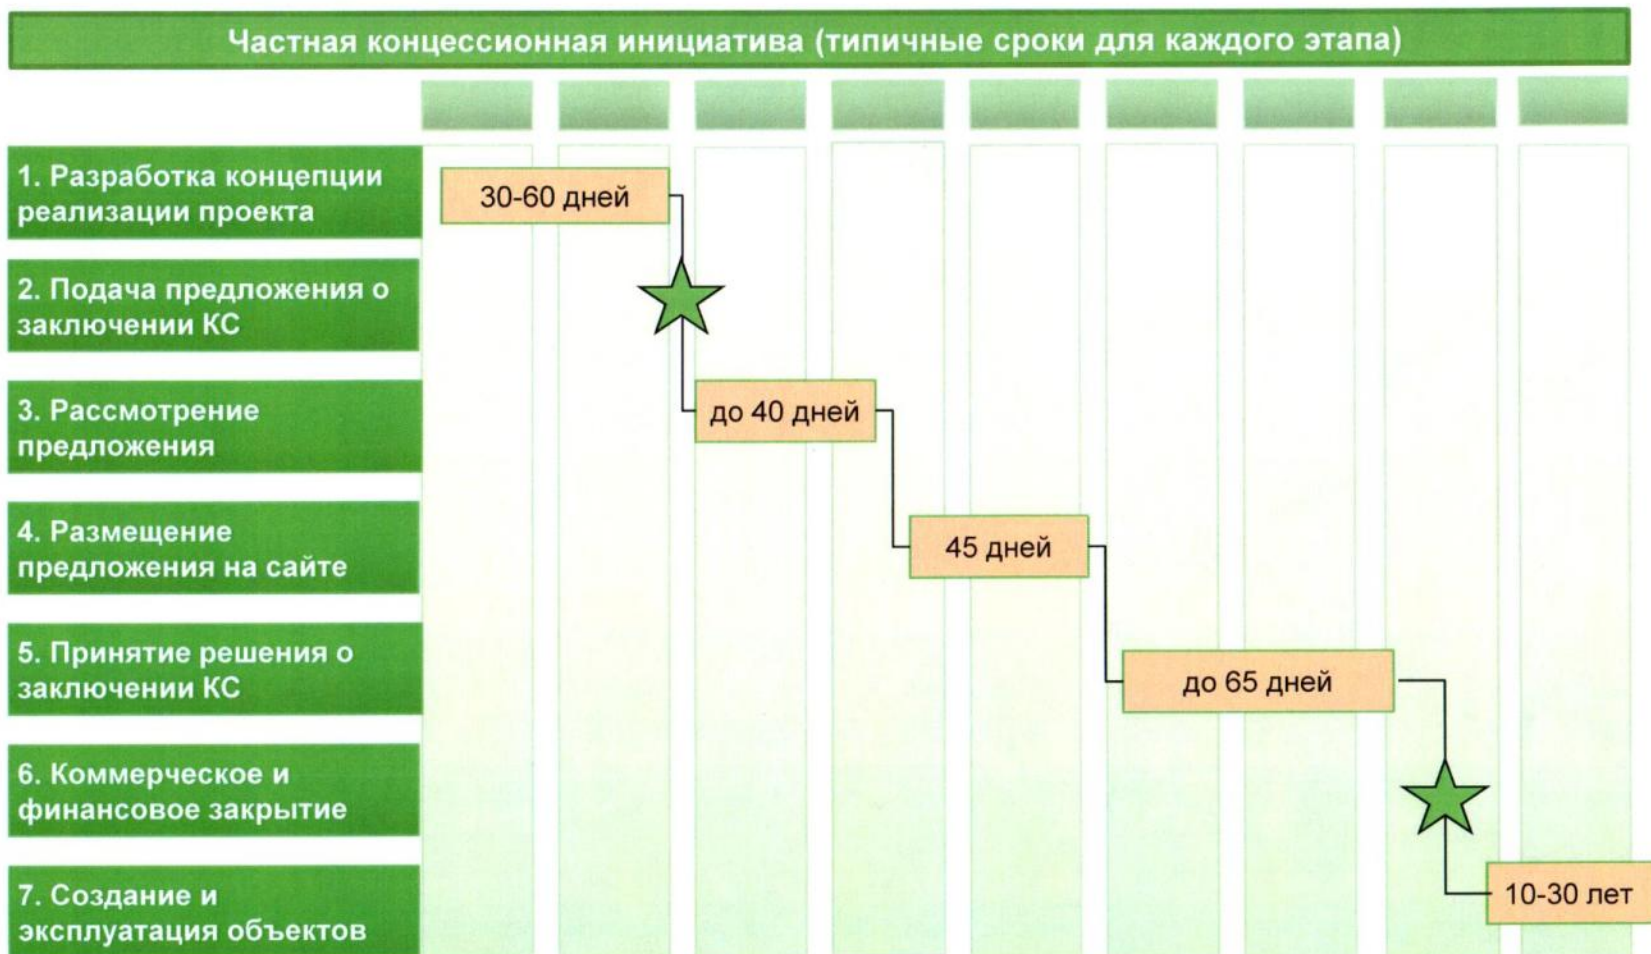 Частная концессионная инициатива (типичные сроки для каждого этапа)
1. Разработка концепции
реализации проекта
30-60 дней
2. Подача предложения о
заключении КС
3. Рассмотрение
предложения
до 40 дней
4. Размещение
предложения на сайте
45 дней
5. Принятие решения о
заключении КС
до 65 дней
6. Коммерческое и
финансовое закрытие
7. Создание и
эксплуатация объектов
10-30 лет